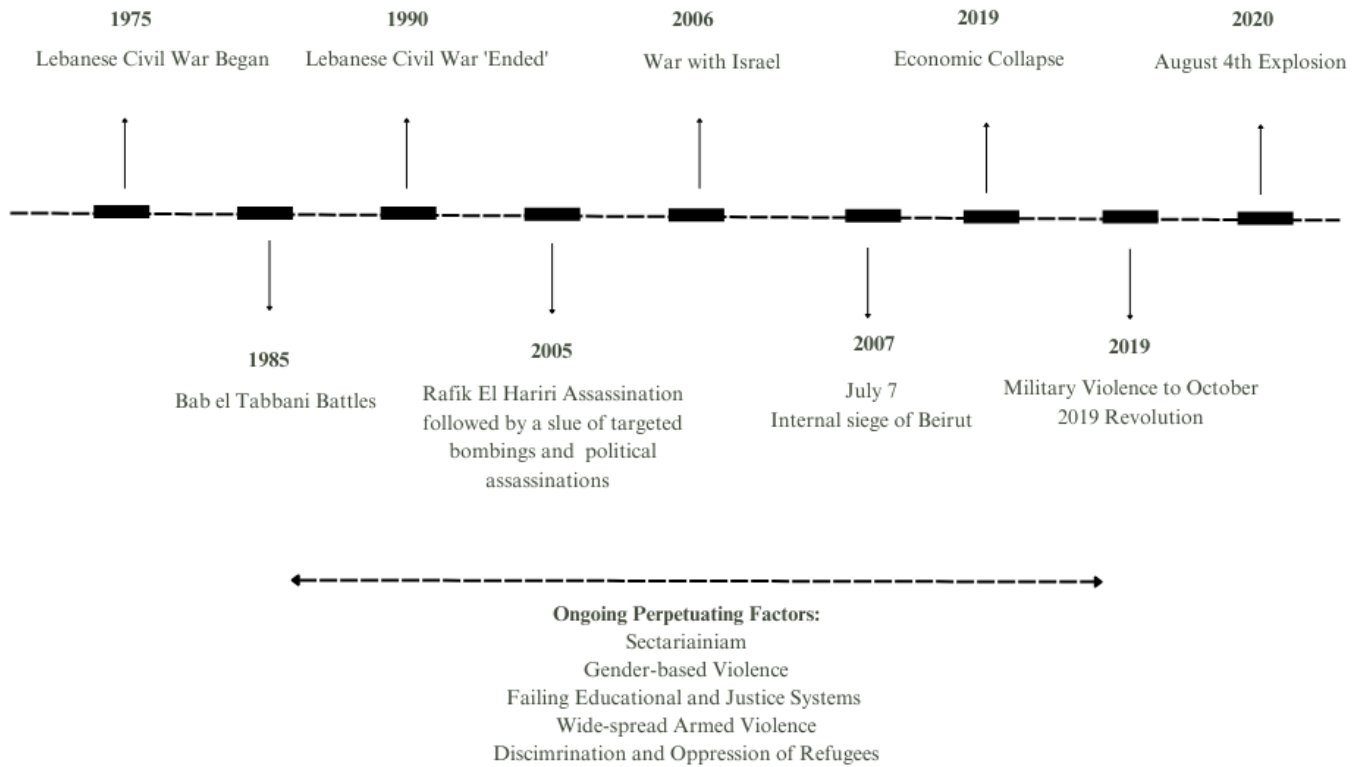 1975
Lebanese Civil War Began
1990
Lebanese Civil War 'Ended'
2006
War with Israel
2019
Economic Collapse
2020
August 4th Explosion
1985
Bab el Tabbani Battles
2005
Rafik El Hariri Assassination
followed by a slue of targeted
bombings and political
assassinations
2007
July 7
Internal siege of Beirut
2019
Military Violence to October
2019 Revolution
Ongoing Perpetuating Factors:
Sectariainiam
Gender-based Violence
Failing Educational and Justice Systems
Wide-spread Armed Violence
Discimrination and Oppression of Refugees